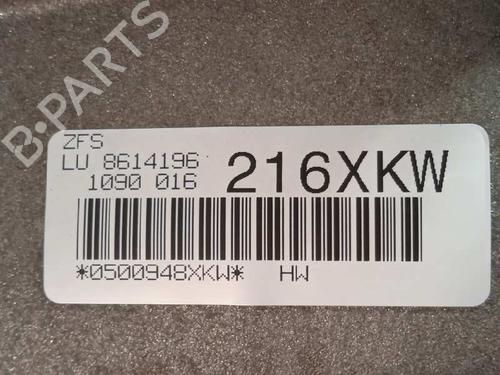 B-PARTS
ZFS
LU 8614196
1090 016
216XKW
*0500948XKW* HW